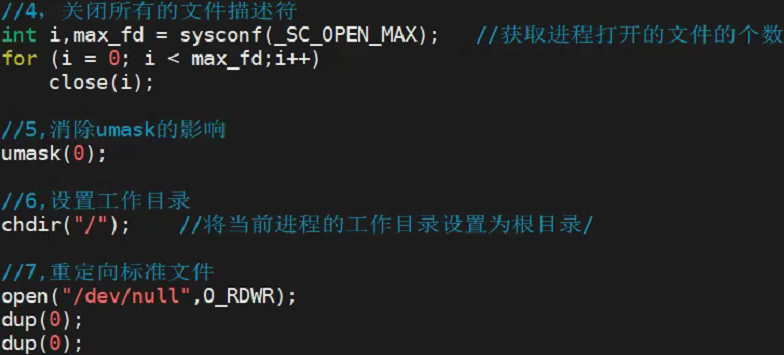 //4，关闭所有的文件描述符
int i,max_fd = sysconf(_SC_OPEN_MAX);   //获取进程打开的文件的个数
for (i = 0; i < max_fd;i++)
    close(i);
//5,消除umask的影响
umask(0);
//6,设置工作目录
chdir("/");    //将当前进程的工作目录设置为根目录/
//7,重定向标准文件
open("/dev/null",O_RDWR);
dup(0);
dup(0);